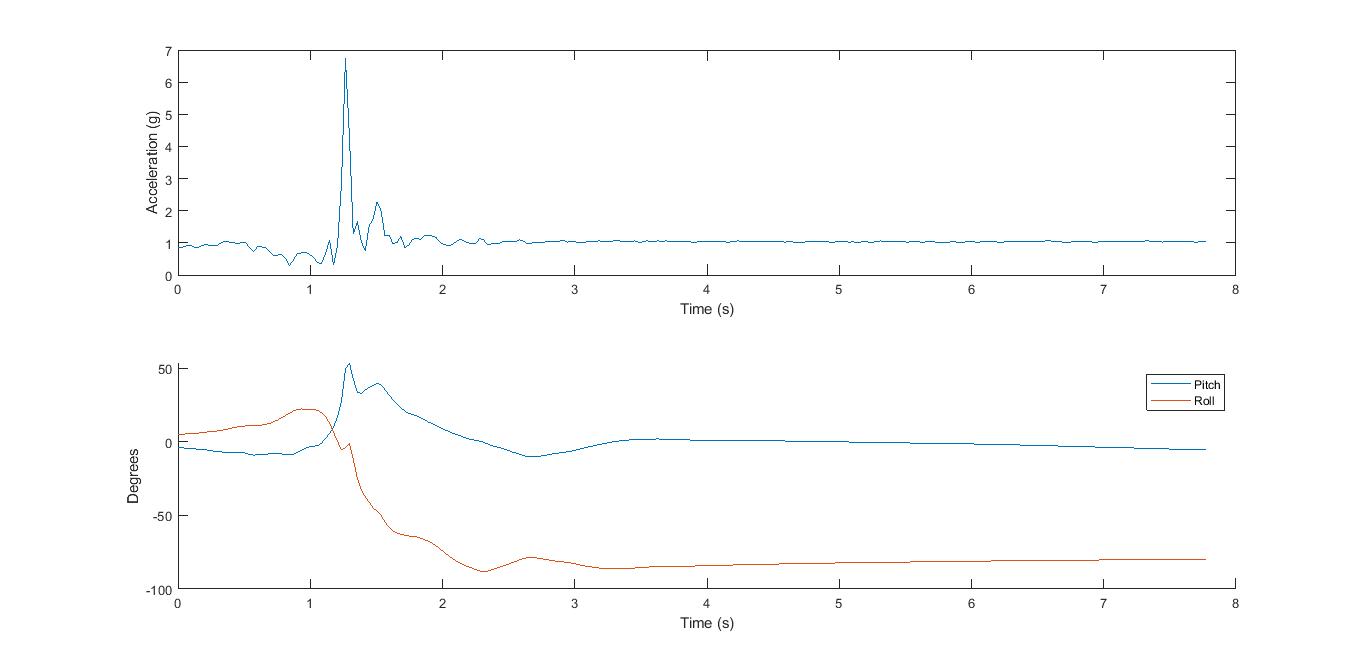 7
6
5
4
3
2
1
0
Acceleration (g)
0 1 2 3 4 5 6 7 8
Time (s)
50
0
-50
-100
Degrees
Pitch
Roll
0 1 2 3 4 5 6 7 8
Time (s)